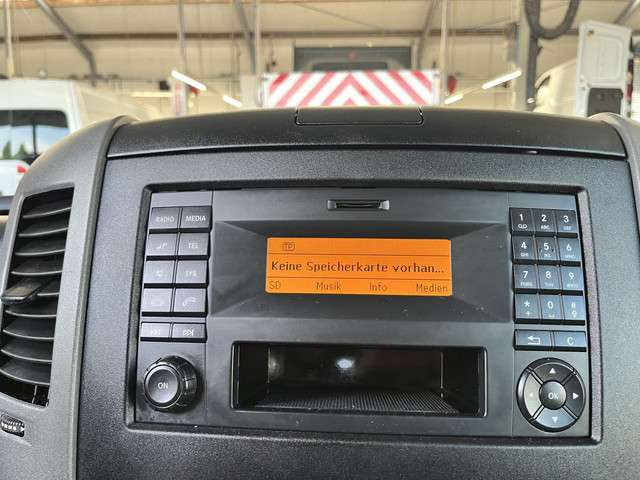 RADIO MEDIA
TEL
SYS
ON
TP
Keine Speicherkarte vorhan...
SD Musik Info Medien
1 2 ABC 3 DEF
4 GHI 5 JKL 6 MNO
7 PQRS 8 TUV 9 WXYZ
* 0 #
C
OK